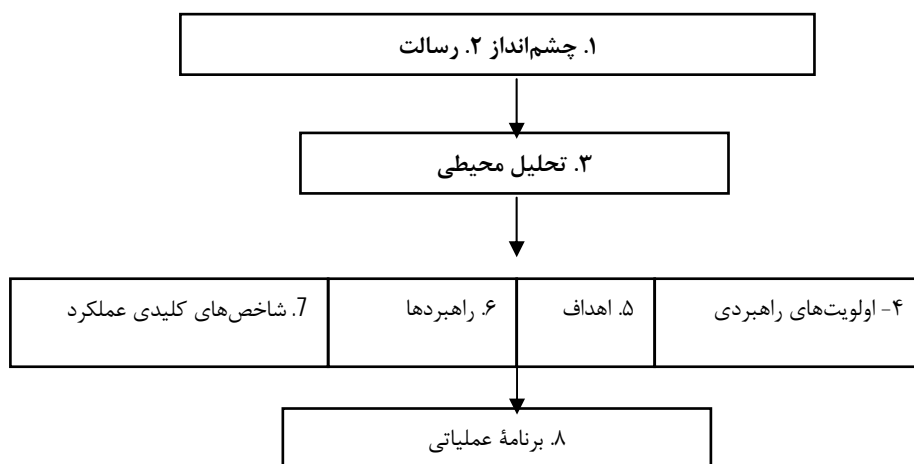 ۱. چشم‌انداز ۲. رسالت
۳. تحلیل محیطی
۴- اولویت‌های راهبردی
۵. اهداف
۶. راهبردها
7. شاخص‌های کلیدی عملکرد
۸. برنامهٔ عملیاتی